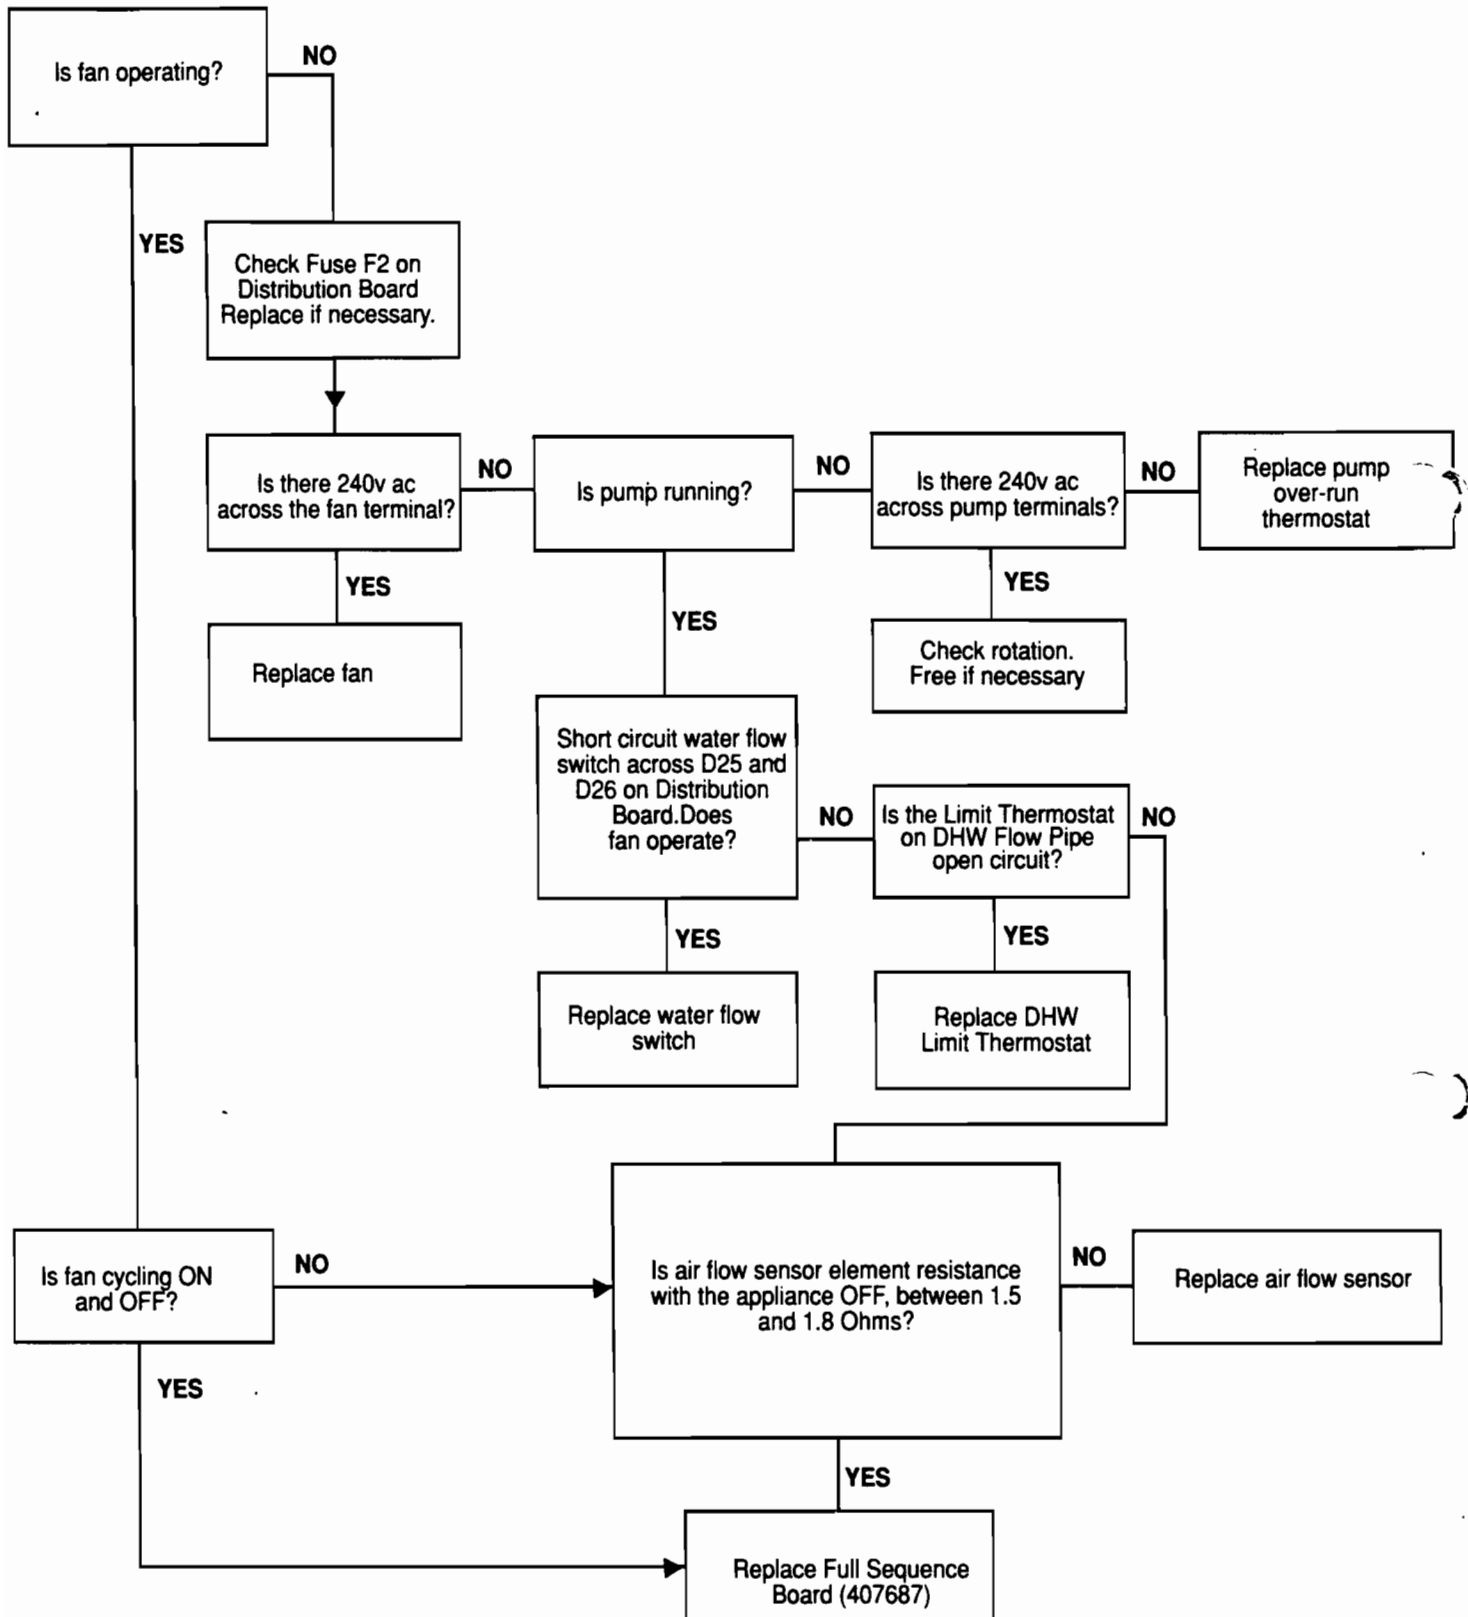 Is fan operating?
NO
YES
Check Fuse F2 on
Distribution Board
Replace if necessary.
Is there 240v ac
across the fan terminal?
NO
Is pump running?
NO
Is there 240v ac
across pump terminals?
NO
Replace pump
over-run
thermostat
YES
Replace fan
YES
YES
Check rotation.
Free if necessary
Short circuit water flow
switch across D25 and
D26 on Distribution
Board.Does
fan operate?
NO
Is the Limit Thermostat
on DHW Flow Pipe
open circuit?
NO
YES
Replace water flow
switch
YES
Replace DHW
Limit Thermostat
Is fan cycling ON
and OFF?
NO
Is air flow sensor element resistance
with the appliance OFF, between 1.5
and 1.8 Ohms?
NO
Replace air flow sensor
YES
YES
Replace Full Sequence
Board (407687)